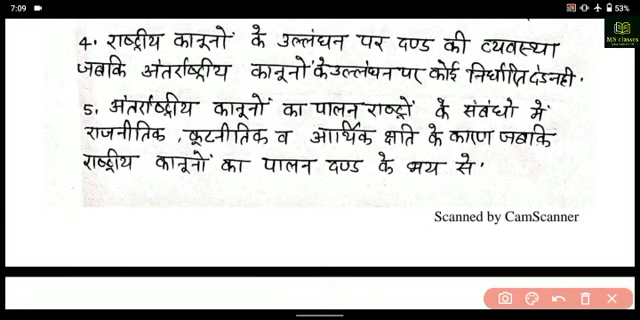 7:09
53%
MS classes
4. राष्ट्रीय कानूनों के उल्लंघन पर दण्ड की व्यवस्था
जबकि अंतर्राष्ट्रीय कानूनों के उल्लंघन पर कोई निर्धारित दंड नही.
5. अंतर्राष्ट्रीय कानूनों का पालन राष्ट्रों के संबंधो में
राजनीतिक, कूटनीतिक व आर्थिक क्षति के कारण जबकि
राष्ट्रीय कानूनों का पालन दण्ड के भय से.
Scanned by CamScanner